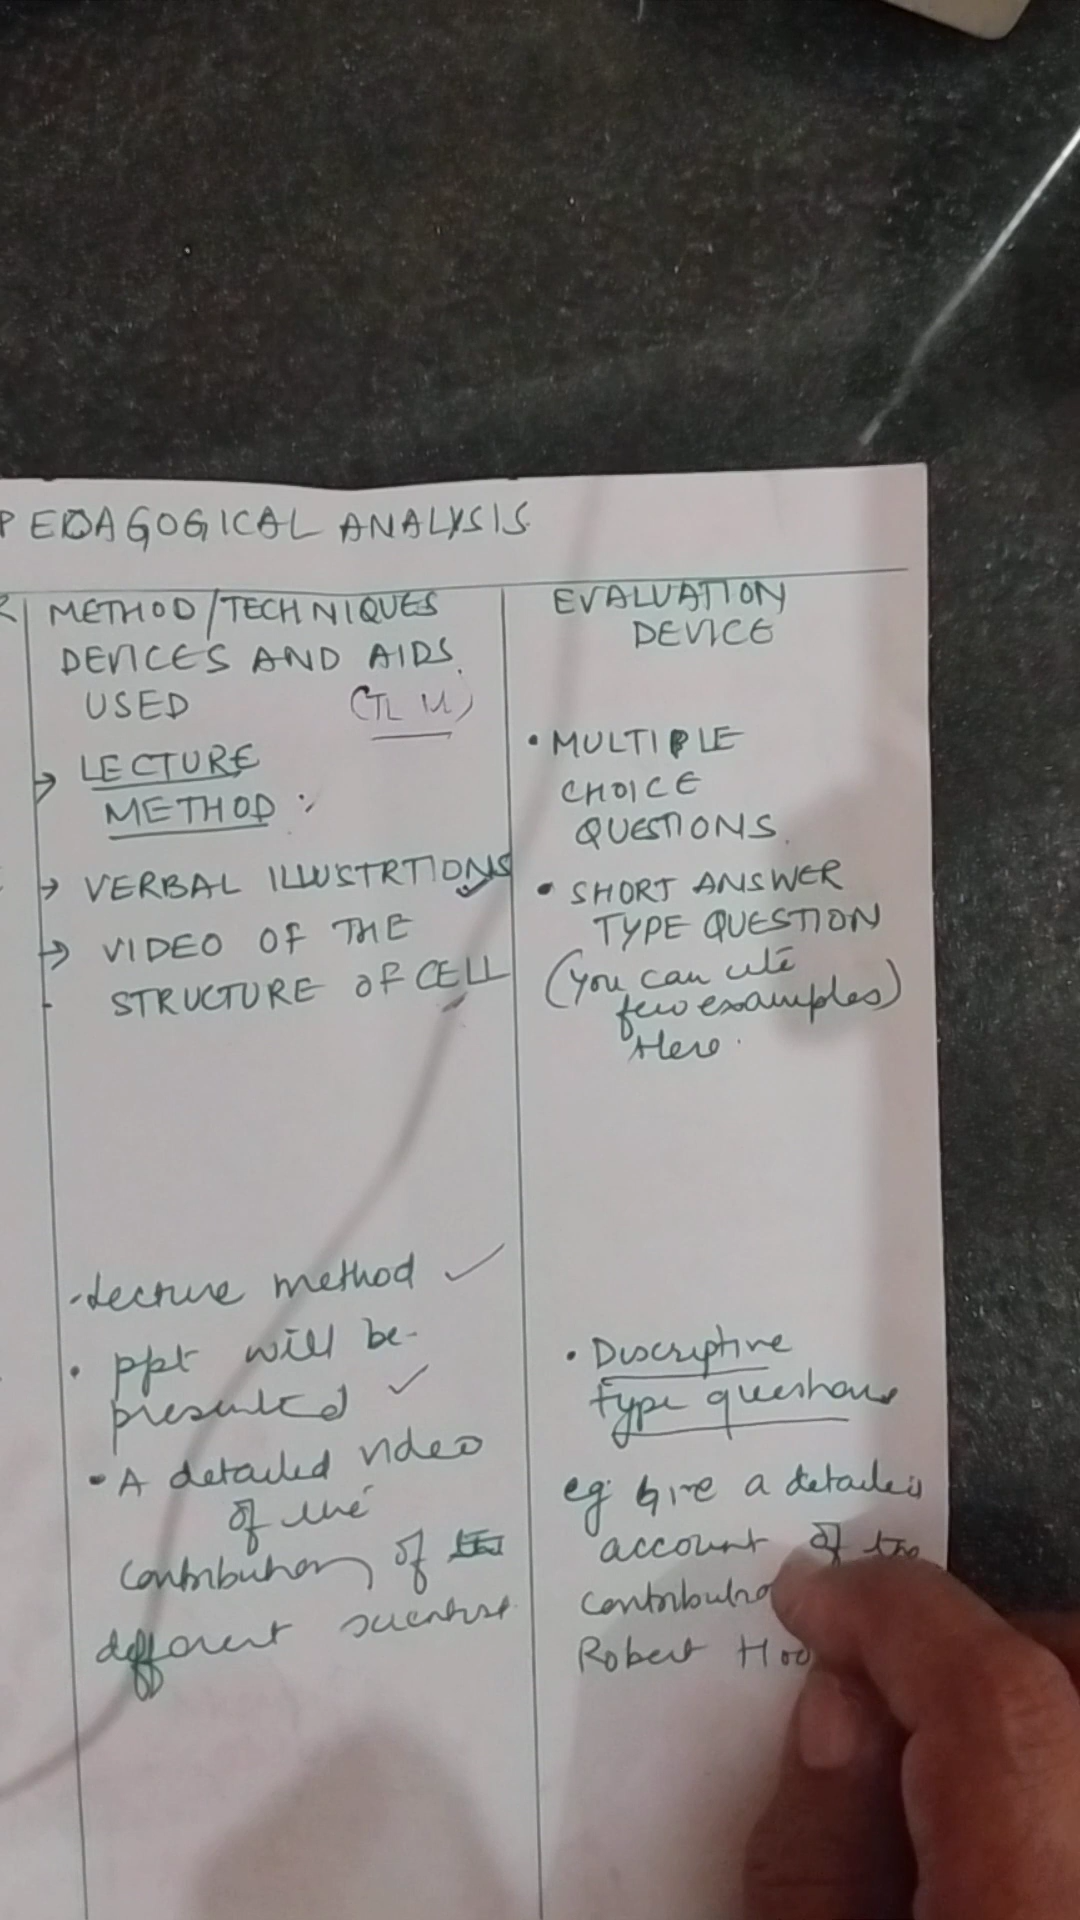 PEDAGOGICAL ANALYSIS
METHOD/TECHNIQUES
DEVICES AND AIDS
USED (TLM)
→ LECTURE
METHOD :
→ VERBAL ILLUSTRTIONS
→ VIDEO OF THE
STRUCTURE OF CELL
• Lecture method ✓
• ppt will be
presented ✓
• A detailed video
of the
contribution of
different scientist
EVALUATION
DEVICE
• MULTIPLE
CHOICE
QUESTIONS.
• SHORT ANSWER
TYPE QUESTION
(you can cite
few examples)
Here.
• Discriptive
type questions
eg: Give a detailed
account of the
Robert